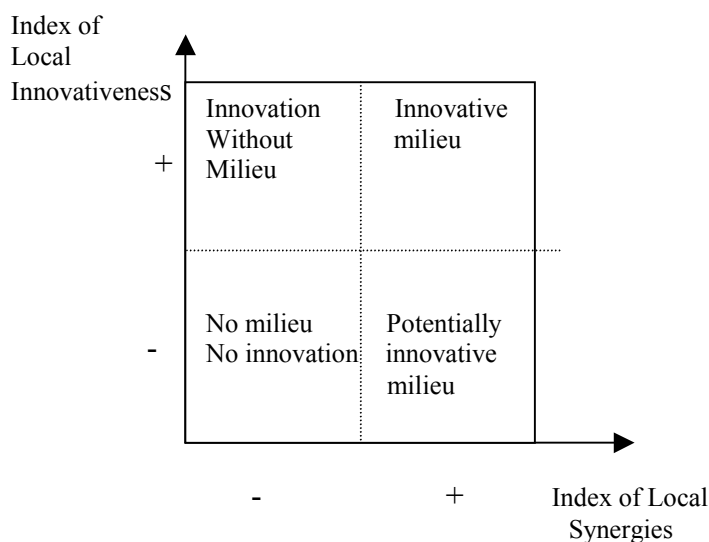 Index of
Local
Innovativeness
Innovation
Without
Milieu
Innovative
milieu
+
No milieu
No innovation
Potentially
innovative
milieu
-
-
+
Index of Local
Synergies